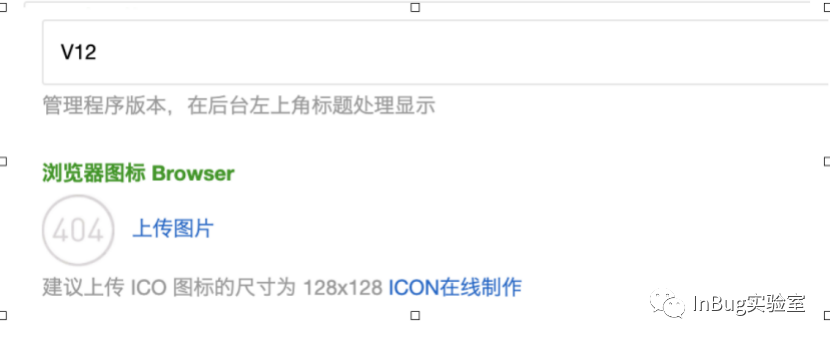 V12
管理程序版本，在后台左上角标题处理显示
浏览器图标 Browser
404 上传图片
建议上传 ICO 图标的尺寸为 128x128 ICON在线制作
InBug实验室